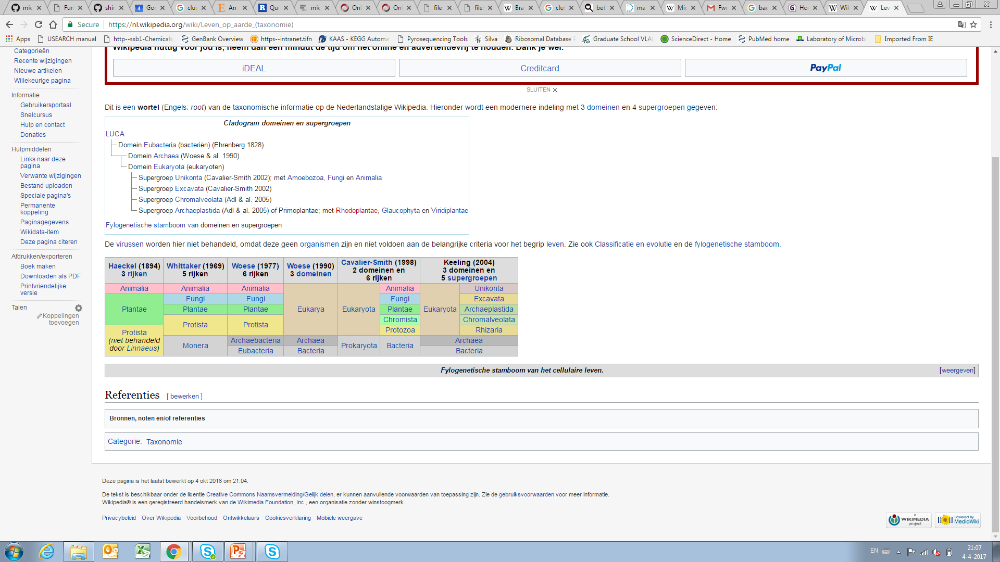 mic
Fun
shin
Goo
clus
An
Qui
mic
Onl
Onl
file
file
Bra
clus
bet
ma
Mic
Fwc
bac
Hoo
Wik
Lev
Secure https://nl.wikipedia.org/wiki/Leven_op_aarde_(taxonomie)
Apps USEARCH manual http--ssb1-Chemicals GenBank Overview https--intranet.tifn KAAS - KEGG Automa Pyrosequencing Tools Silva Ribosomal Database Graduate School VLA ScienceDirect - Home PubMed home Laboratory of Microbi Imported From IE
Categorieën
Recente wijzigingen
Nieuwe artikelen
Willekeurige pagina
Informatie
Gebruikersportaal
Snelcursus
Hulp en contact
Donaties
Hulpmiddelen
Links naar deze
pagina
Verwante wijzigingen
Bestand uploaden
Speciale pagina's
Permanente
koppeling
Paginagegevens
Wikidata-item
Deze pagina citeren
Afdrukken/exporteren
Boek maken
Downloaden als PDF
Printvriendelijke
versie
Talen
Koppelingen
toevoegen
Wikipedia nuttig voor jou is, neem dan een minuut de tijd om het online en advertentievrij te houden. Dank je wel.
iDEAL Creditcard PayPal
SLUITEN
Dit is een wortel (Engels: root) van de taxonomische informatie op de Nederlandstalige Wikipedia. Hieronder wordt een modernere indeling met 3 domeinen en 4 supergroepen gegeven:
Cladogram domeinen en supergroepen
LUCA
Domein Eubacteria (bacteriën) (Ehrenberg 1828)
Domein Archaea (Woese & al. 1990)
Domein Eukaryota (eukaryoten)
Supergroep Unikonta (Cavalier-Smith 2002); met Amoebozoa, Fungi en Animalia
Supergroep Excavata (Cavalier-Smith 2002)
Supergroep Chromalveolata (Adl & al. 2005)
Supergroep Archaeplastida (Adl & al. 2005) of Primoplantae; met Rhodoplantae, Glaucophyta en Viridiplantae
Fylogenetische stamboom van domeinen en supergroepen
De virussen worden hier niet behandeld, omdat deze geen organismen zijn en niet voldoen aan de belangrijke criteria voor het begrip leven. Zie ook Classificatie en evolutie en de fylogenetische stamboom.
Haeckel (1894) 3 rijken
Whittaker (1969) 5 rijken
Woese (1977) 6 rijken
Woese (1990) 3 domeinen
Cavalier-Smith (1998) 2 domeinen en 6 rijken
Keeling (2004) 3 domeinen en 5 supergroepen
Animalia Animalia Animalia Animalia Unikonta
Fungi Fungi Fungi Excavata
Plantae Plantae Plantae Eukarya Eukaryota Plantae Eukaryota Archaeplastida
Chromista Chromalveolata
Protista Protista Protista Protozoa Rhizaria
(niet behandeld
door Linnaeus)
Archaebacteria Archaea Archaea
Monera Prokaryota Bacteria
Eubacteria Bacteria Bacteria
Fylogenetische stamboom van het cellulaire leven. [weergeven]
Referenties [ bewerken ]
Bronnen, noten en/of referenties
Categorie: Taxonomie
Deze pagina is het laatst bewerkt op 4 okt 2016 om 21:04.
De tekst is beschikbaar onder de licentie Creative Commons Naamsvermelding/Gelijk delen, er kunnen aanvullende voorwaarden van toepassing zijn. Zie de gebruiksvoorwaarden voor meer informatie.
Wikipedia® is een geregistreerd handelsmerk van de Wikimedia Foundation, Inc., een organisatie zonder winstoogmerk.
Privacybeleid Over Wikipedia Voorbehoud Ontwikkelaars Cookiesverklaring Mobiele weergave
a WIKIMEDIA project
Powered By MediaWiki
EN
21:07
4-4-2017